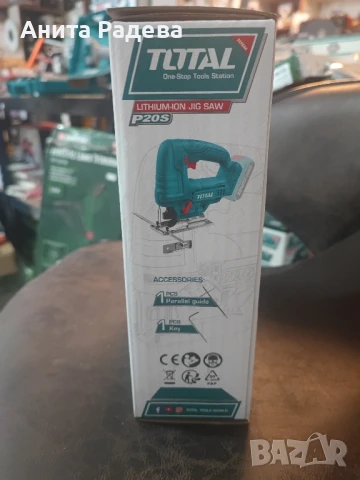 Анита Радева
TOTAL
One-Stop Tools Station
LITHIUM-ION JIG SAW
P20S
TOTAL
ACCESSORIES:
1 PCS
Parallel guide
1 PCS
Key
CE
BAZAR